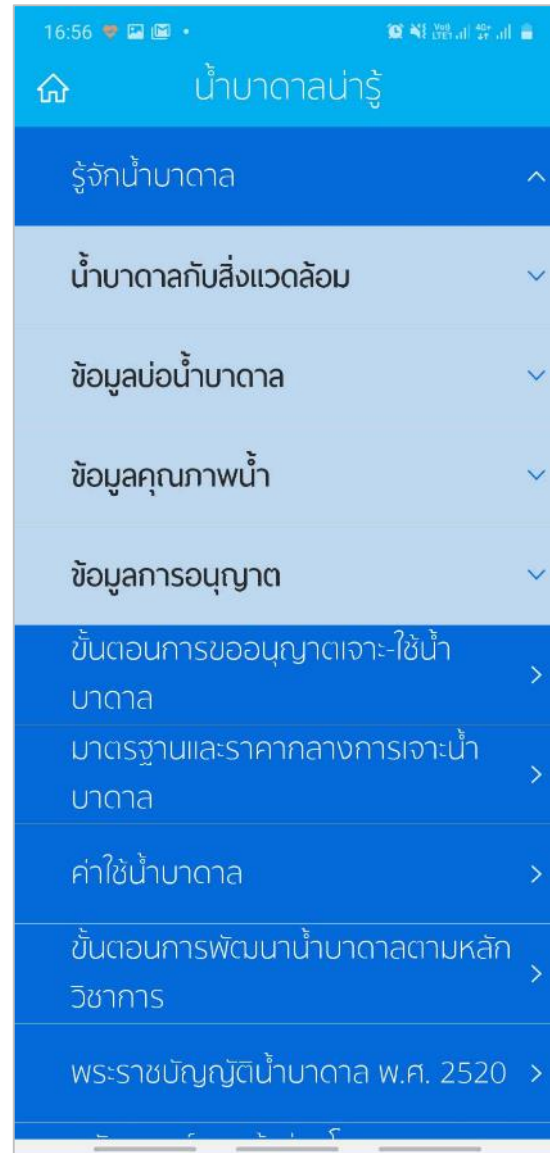 16:56
Vo)) LTE1 4G+
น้ำบาดาลน่ารู้
รู้จักน้ำบาดาล
น้ำบาดาลกับสิ่งแวดล้อม
ข้อมูลบ่อน้ำบาดาล
ข้อมูลคุณภาพน้ำ
ข้อมูลการอนุญาต
ขั้นตอนการขออนุญาตเจาะ-ใช้น้ำ
บาดาล
มาตรฐานและราคากลางการเจาะน้ำ
บาดาล
ค่าใช้น้ำบาดาล
ขั้นตอนการพัฒนาน้ำบาดาลตามหลัก
วิชาการ
พระราชบัญญัติน้ำบาดาล พ.ศ. 2520